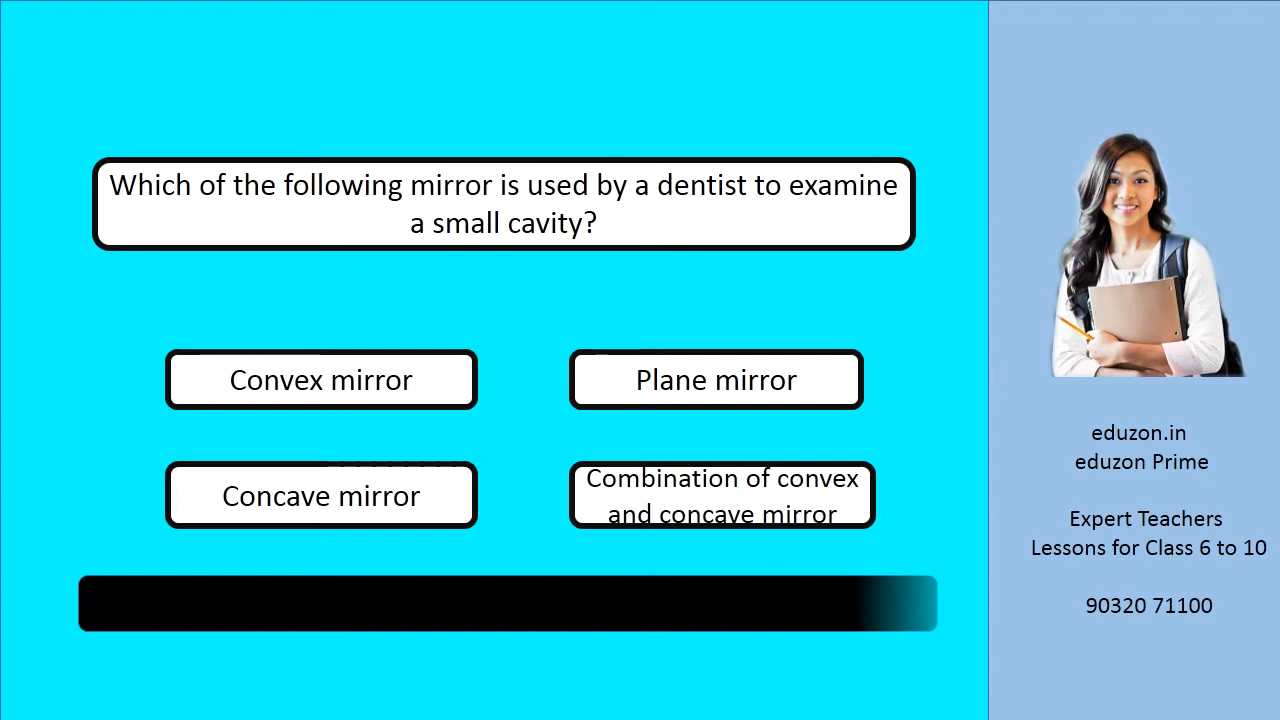 Which of the following mirror is used by a dentist to examine
a small cavity?
Convex mirror
Plane mirror
Concave mirror
Combination of convex
and concave mirror
eduzon.in
eduzon Prime
Expert Teachers
Lessons for Class 6 to 10
90320 71100